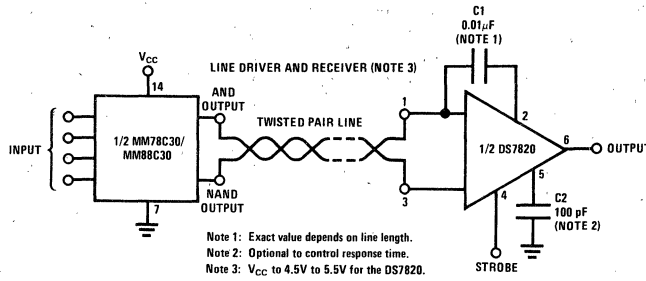 C1
0.01μF
(NOTE 1)
VCC
14
LINE DRIVER AND RECEIVER (NOTE 3)
AND
OUTPUT
TWISTED PAIR LINE
1
2
INPUT
1/2 MM78C30/
MM88C30
1/2 DS7820
6
OUTPUT
5
4
3
C2
100 pF
(NOTE 2)
7
NAND
OUTPUT
STROBE
Note 1: Exact value depends on line length.
Note 2: Optional to control response time.
Note 3: VCC to 4.5V to 5.5V for the DS7820.